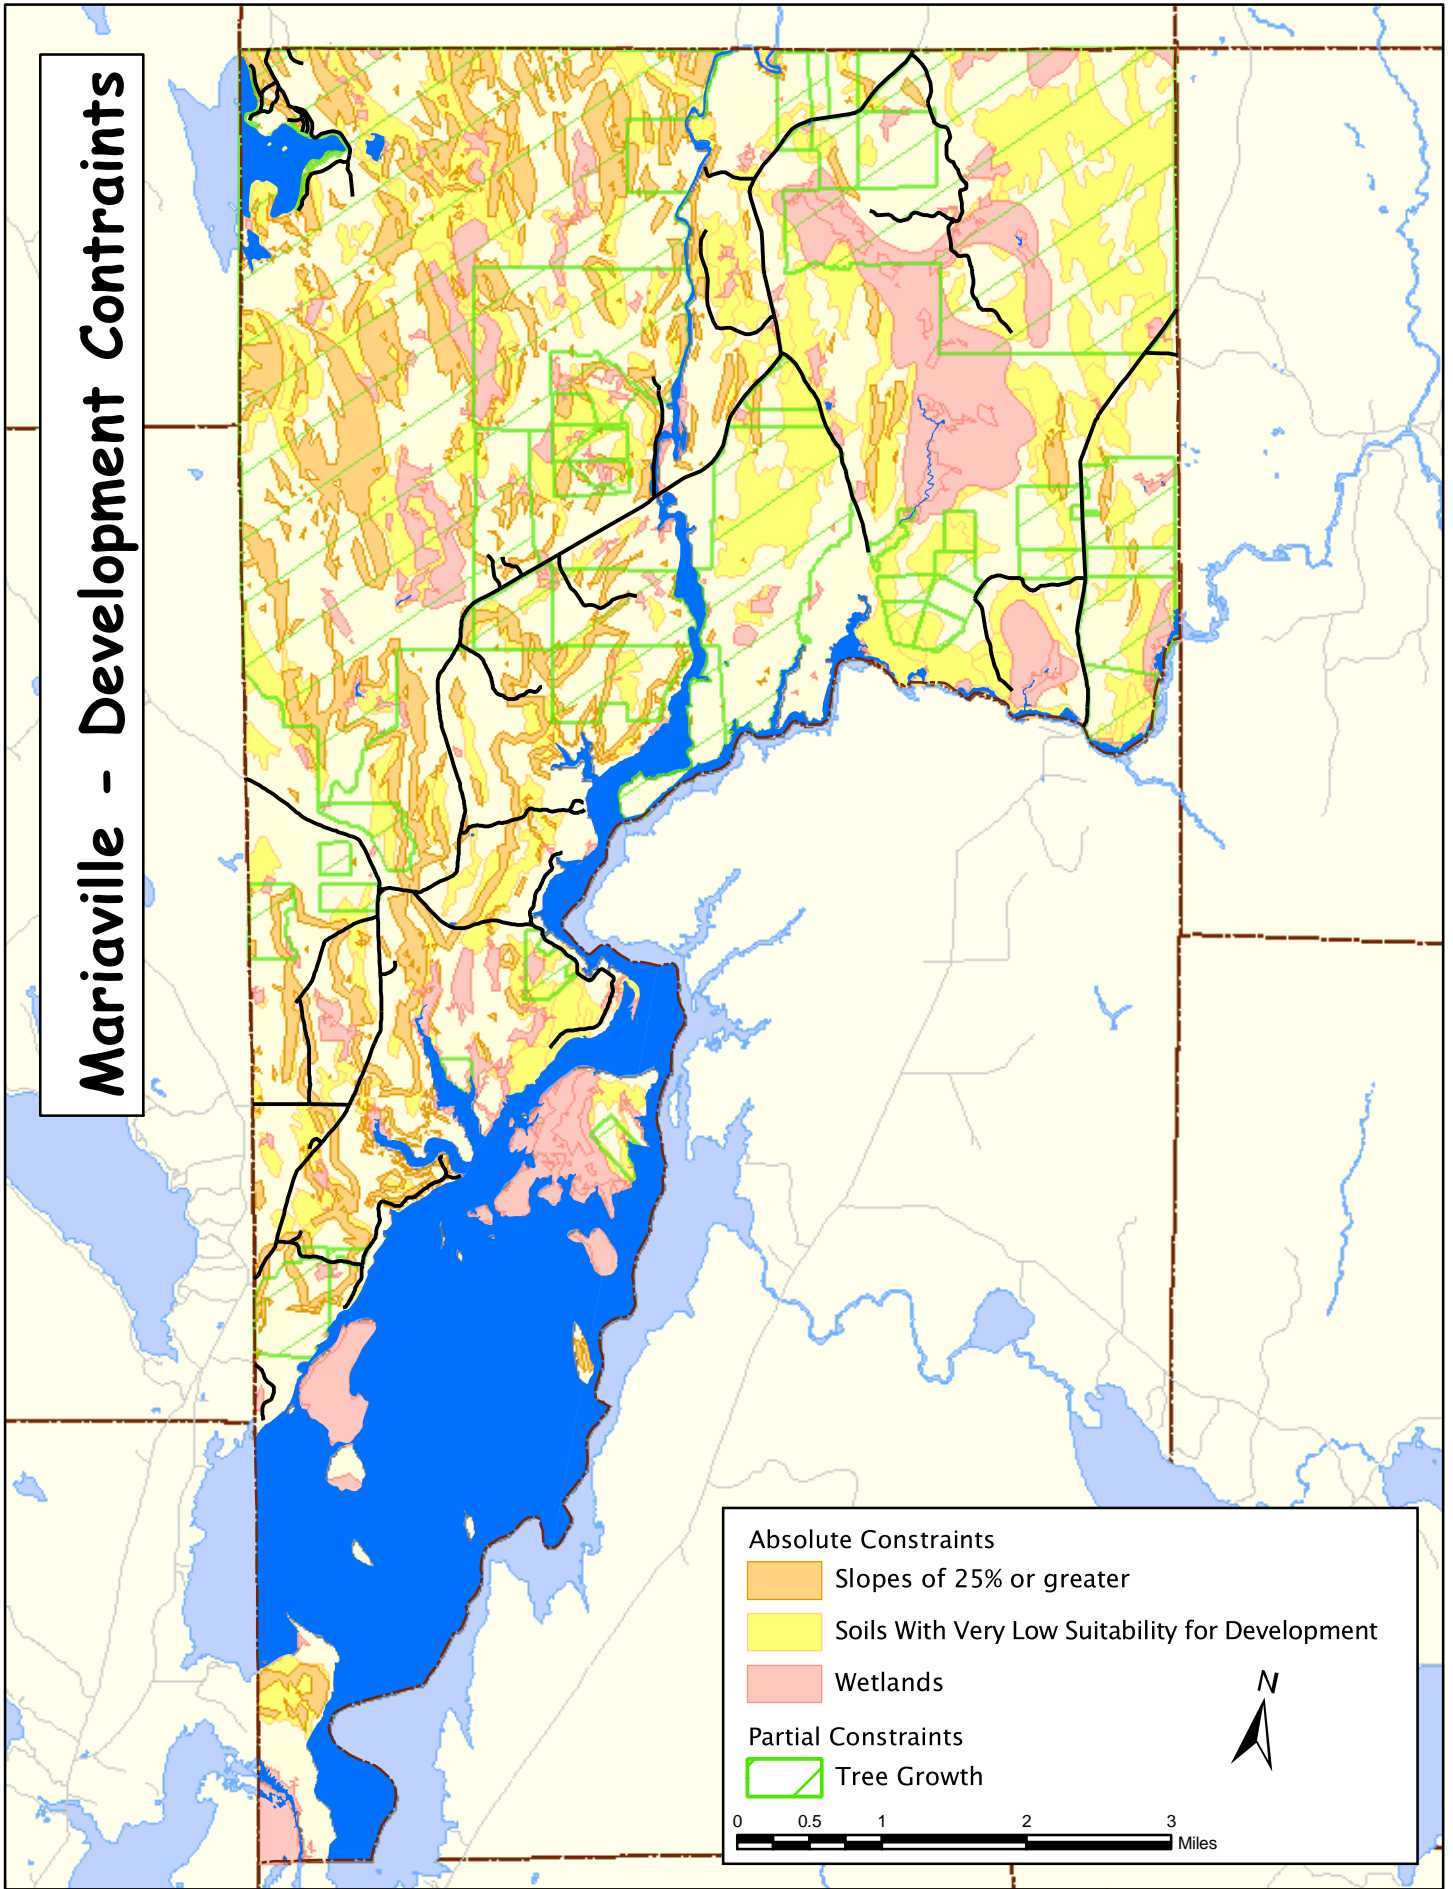 Mariaville - Development Contraints
Absolute Constraints
Slopes of 25% or greater
Soils With Very Low Suitability for Development
Wetlands
N
Partial Constraints
Tree Growth
0 0.5 1 2 3
Miles